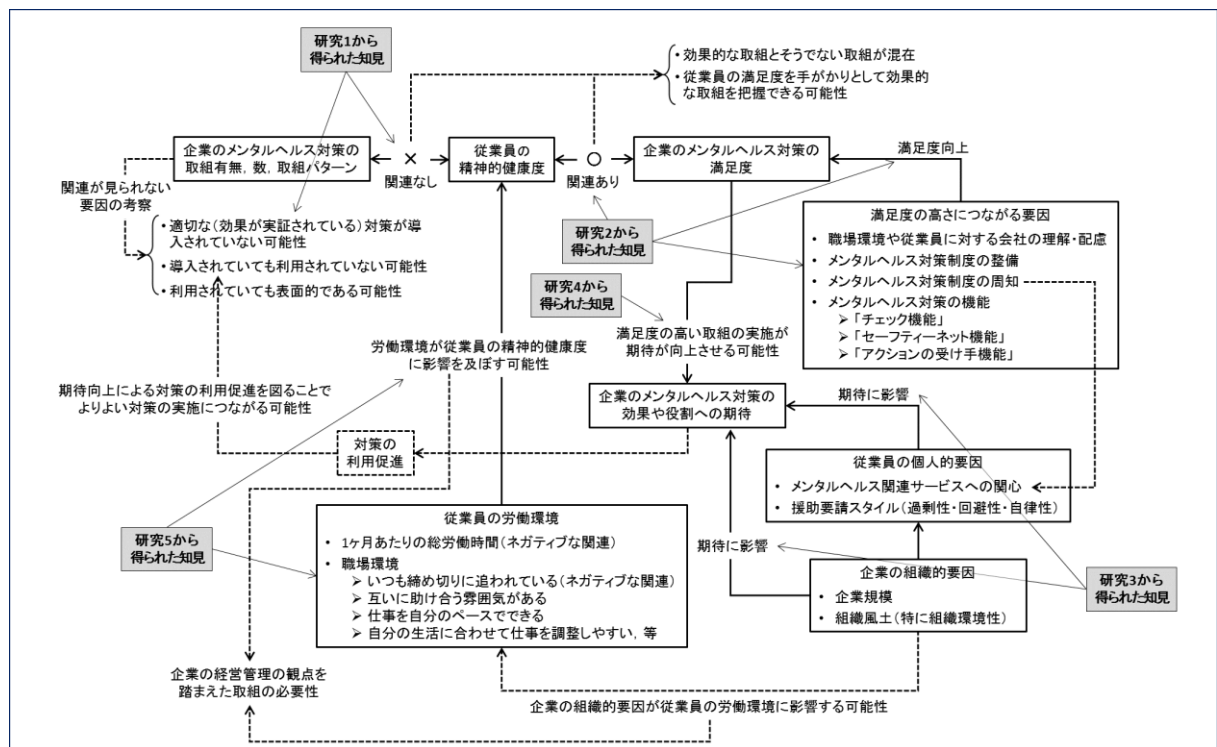 研究1から
得られた知見
・効果的な取組とそうでない取組が混在
・従業員の満足度を手がかりとして効果的
な取組を把握できる可能性
企業のメンタルヘルス対策の
取組有無, 数, 取組パターン
×
関連なし
従業員の
精神的健康度
○
関連あり
企業のメンタルヘルス対策の
満足度
満足度向上
関連が見られない
要因の考察
・適切な(効果が実証されている)対策が導
入されていない可能性
・導入されていても利用されていない可能性
・利用されていても表面的である可能性
研究2から
得られた知見
満足度の高さにつながる要因
・職場環境や従業員に対する会社の理解・配慮
・メンタルヘルス対策制度の整備
・メンタルヘルス対策制度の周知
・メンタルヘルス対策の機能
➢「チェック機能」
➢「セーフティーネット機能」
➢「アクションの受け手機能」
研究4から
得られた知見
満足度の高い取組の実施が
期待が向上させる可能性
労働環境が従業員の精神的健康度
に影響を及ぼす可能性
期待向上による対策の利用促進を図ることで
よりよい対策の実施につながる可能性
企業のメンタルヘルス対策の
効果や役割への期待
期待に影響
対策の
利用促進
従業員の個人的要因
・メンタルヘルス関連サービスへの関心
・援助要請スタイル(過剰性・回避性・自律性)
研究5から
得られた知見
従業員の労働環境
・1ヶ月あたりの総労働時間(ネガティブな関連)
・職場環境
➢いつも締め切りに追われている(ネガティブな関連)
➢互いに助け合う雰囲気がある
➢仕事を自分のペースでできる
➢自分の生活に合わせて仕事を調整しやすい, 等
期待に影響
企業の組織的要因
・企業規模
・組織風土(特に組織環境性)
研究3から
得られた知見
企業の経営管理の観点を
踏まえた取組の必要性
企業の組織的要因が従業員の労働環境に影響する可能性